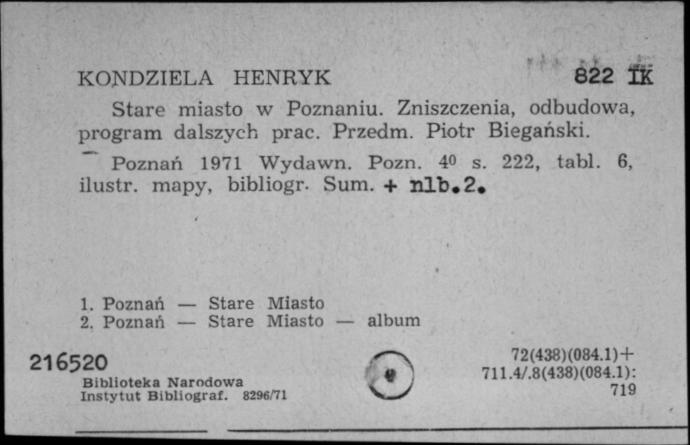 KONDZIELA HENRYK 822 IK
Stare miasto w Poznaniu. Zniszczenia, odbudowa,
program dalszych prac. Przedm. Piotr Biegański.
Poznań 1971 Wydawn. Pozn. 4⁰ s. 222, tabl. 6,
ilustr. mapy, bibliogr. Sum. + nlb.2.
1. Poznań — Stare Miasto
2. Poznań — Stare Miasto — album
216520
Biblioteka Narodowa
Instytut Bibliograf. 8296/71
72(438)(084.1)+
711.4/.8(438)(084.1):
719